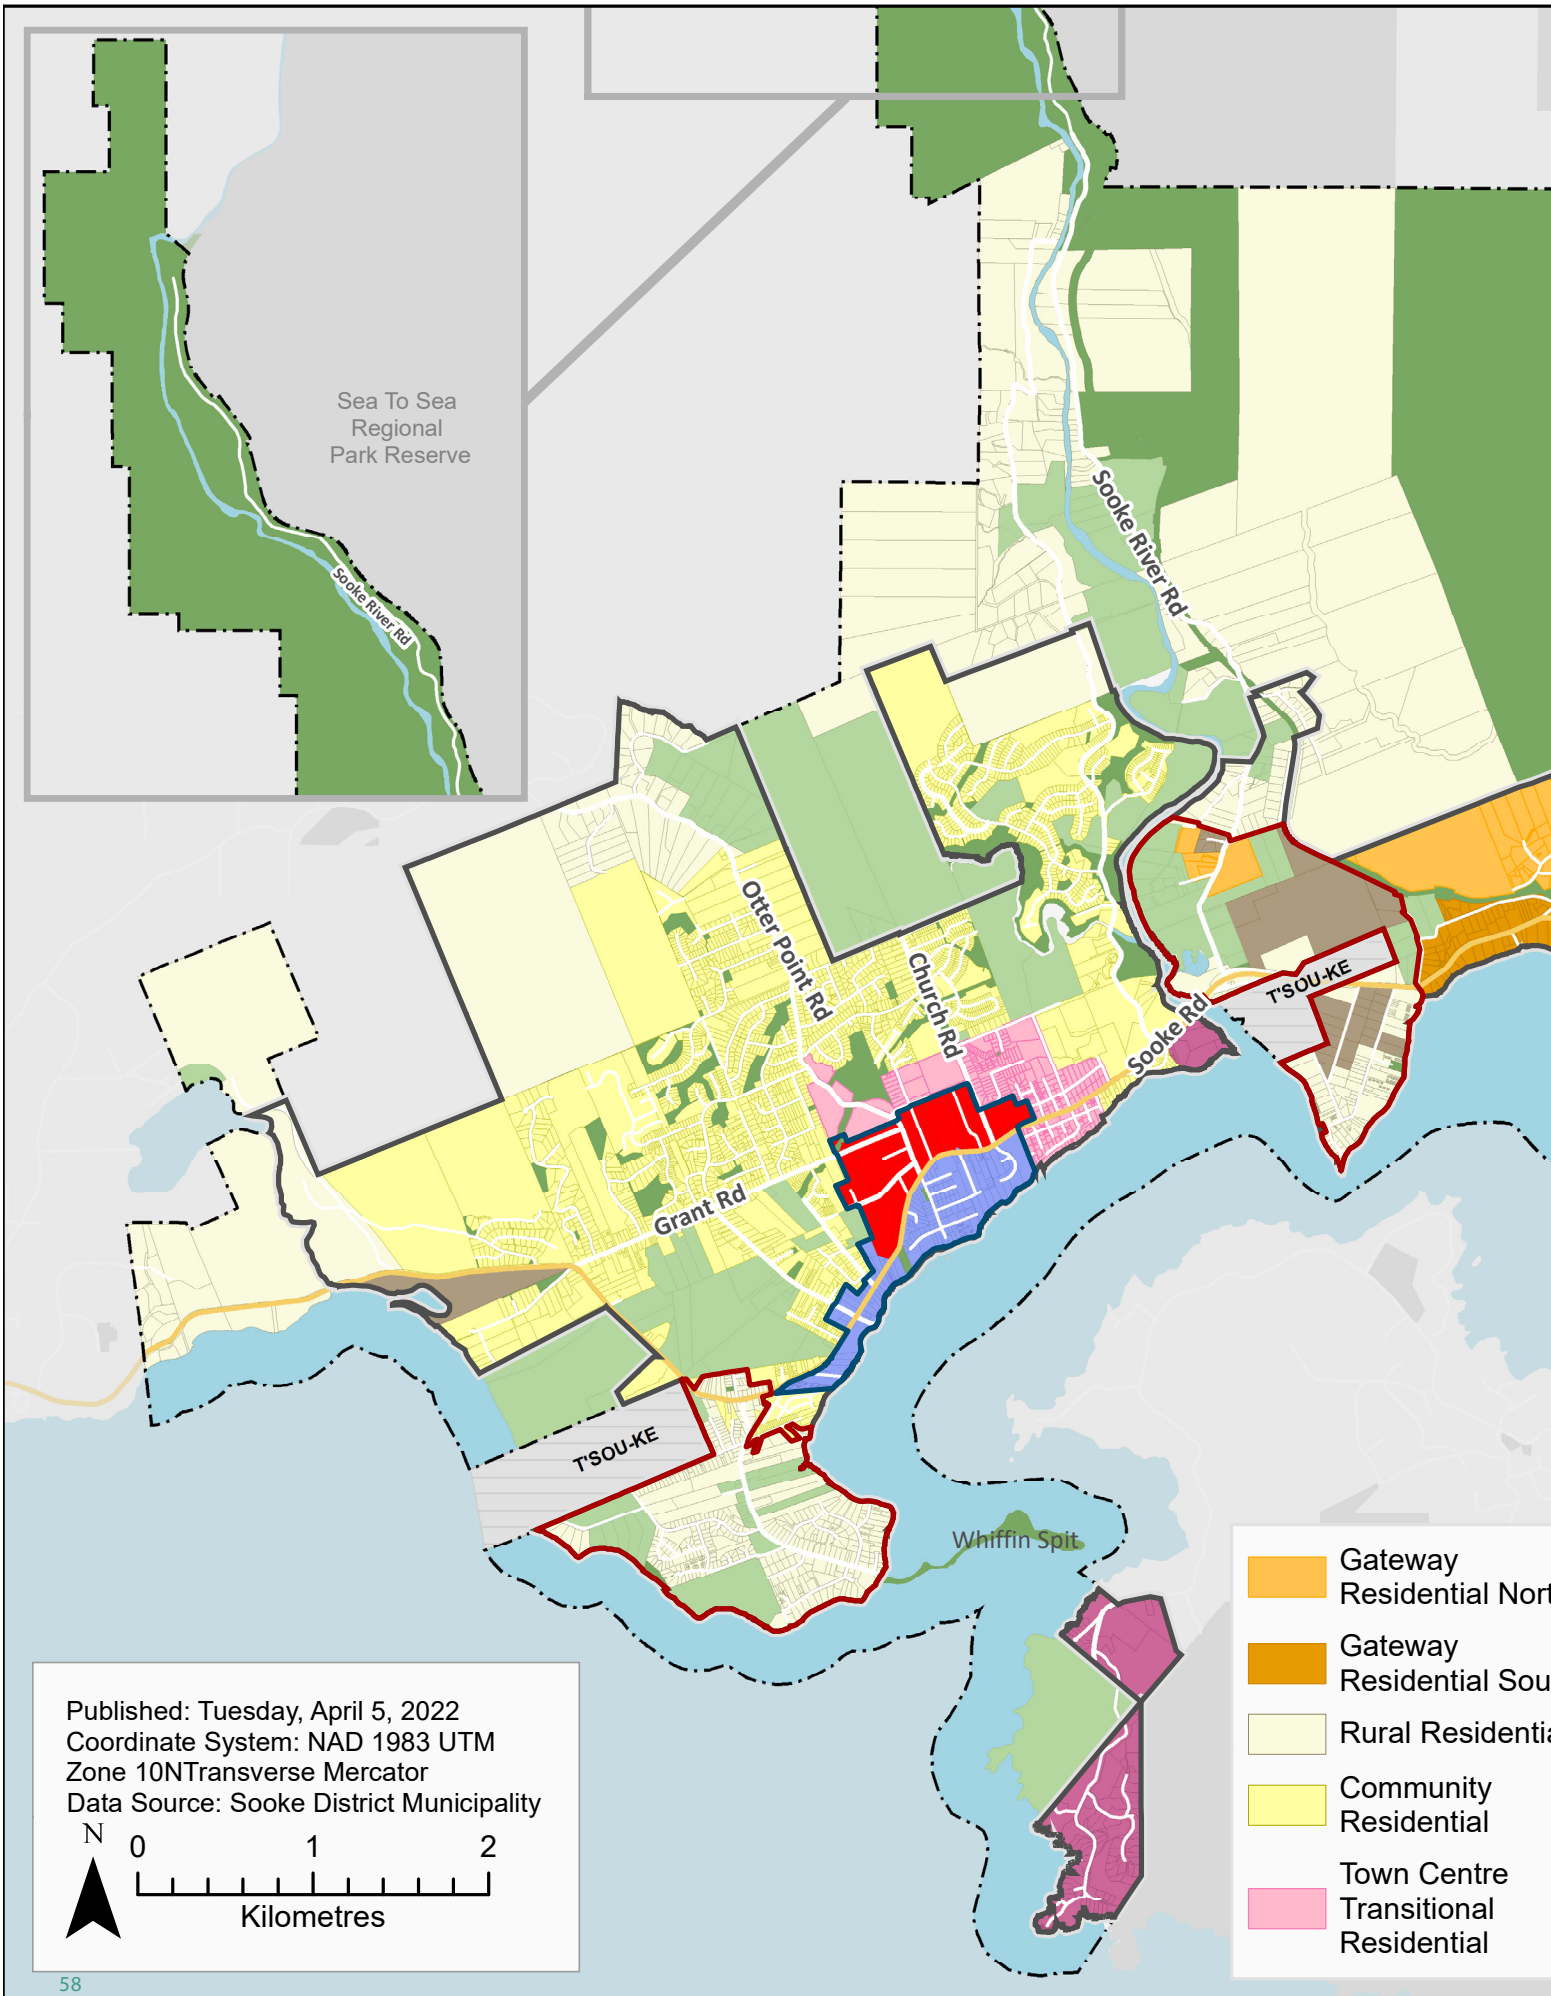 Sea To Sea
Regional
Park Reserve
Sooke River Rd
Sooke River Rd
Otter Point Rd
Church Rd
Sooke Rd
T'SOU-KE
Grant Rd
T'SOU-KE
Whiffin Spit
Gateway
Residential Nort
Gateway
Residential Sou
Rural Residentia
Community
Residential
Town Centre
Transitional
Residential
Published: Tuesday, April 5, 2022
Coordinate System: NAD 1983 UTM
Zone 10NTransverse Mercator
Data Source: Sooke District Municipality
N
0 1 2
Kilometres
58